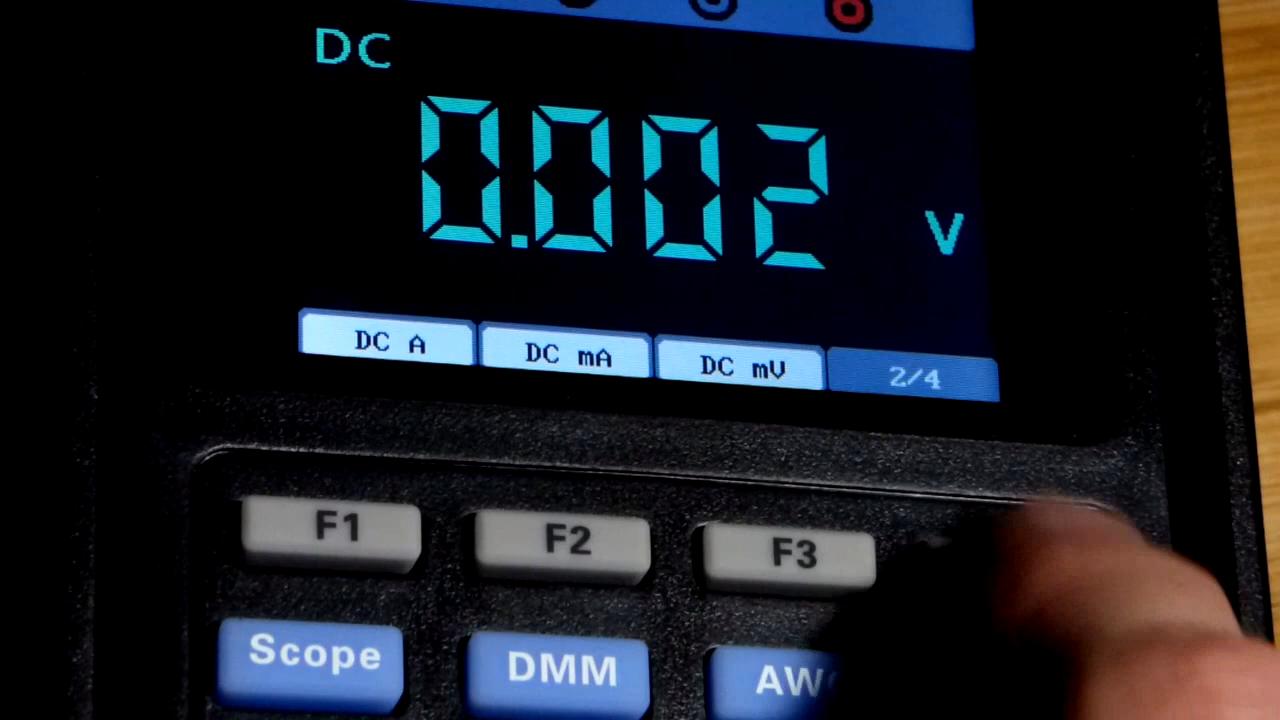 DC
0.002 V
DC A DC mA DC mV 2/4
F1 F2 F3
Scope DMM